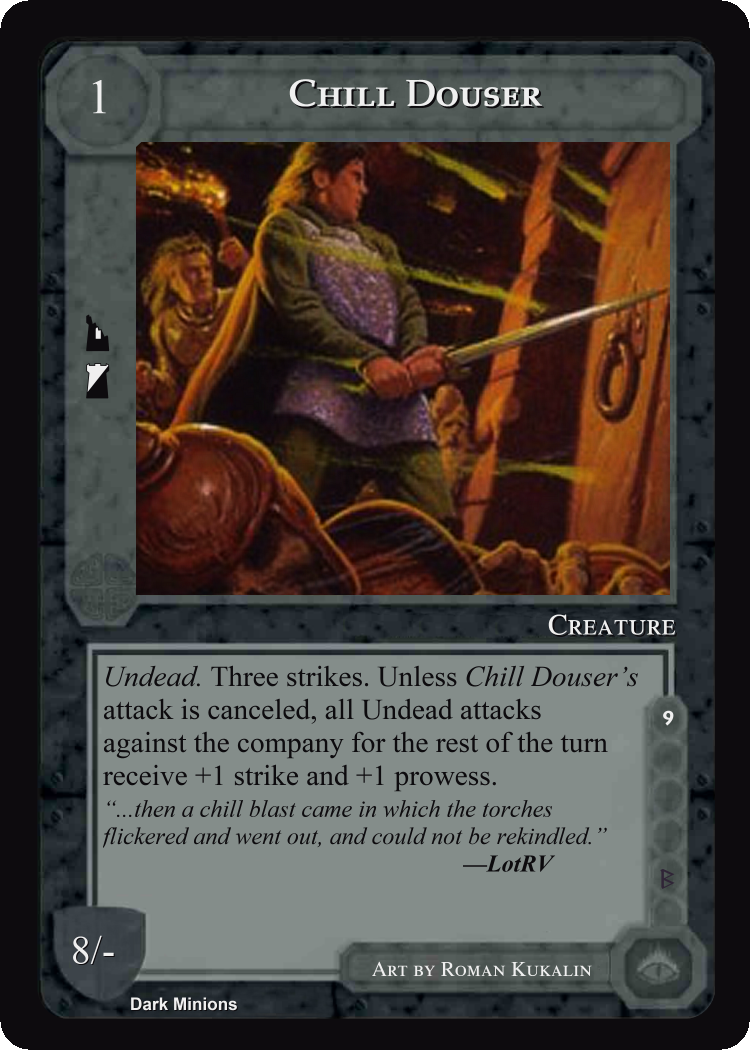 1
CHILL DOUSER
CREATURE
Undead. Three strikes. Unless Chill Douser’s
attack is canceled, all Undead attacks
against the company for the rest of the turn
receive +1 strike and +1 prowess.
“...then a chill blast came in which the torches
flickered and went out, and could not be rekindled.”
—LotRV
9
8/-
ART BY ROMAN KUKALIN
Dark Minions